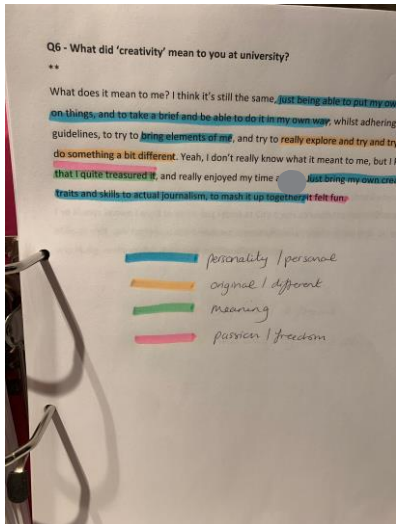 Q6 - What did 'creativity' mean to you at university?
**
What does it mean to me? I think it's still the same, just being able to put my ow
on things, and to take a brief and be able to do it in my own way, whilst adhering
guidelines, to try to bring elements of me, and try to really explore and try and try
do something a bit different. Yeah, I don't really know what it meant to me, but I
that I quite treasured it, and really enjoyed my time just bring my own cre
traits and skills to actual journalism, to mash it up together, it felt fun.
personality / personal
original / different
meaning
passion / freedom